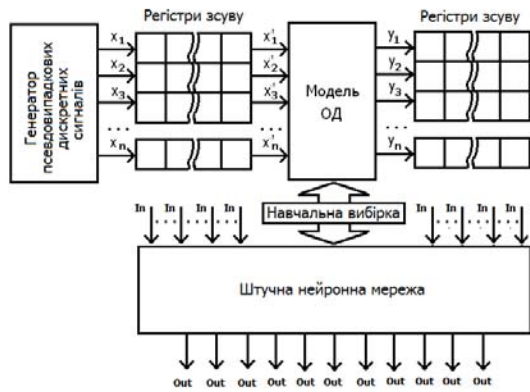 Регістри зсуву
Регістри зсуву
Генератор
псевдовипадкових
дискретних
сигналів
x1
x2
x3
...
xn
x'1
x'2
x'3
...
x'n
Модель
ОД
y1
y2
y3
...
yn
In In In In
Навчальна вибірка
In In In In
Штучна нейронна мережа
Out Out Out Out Out Out Out Out Out Out Out